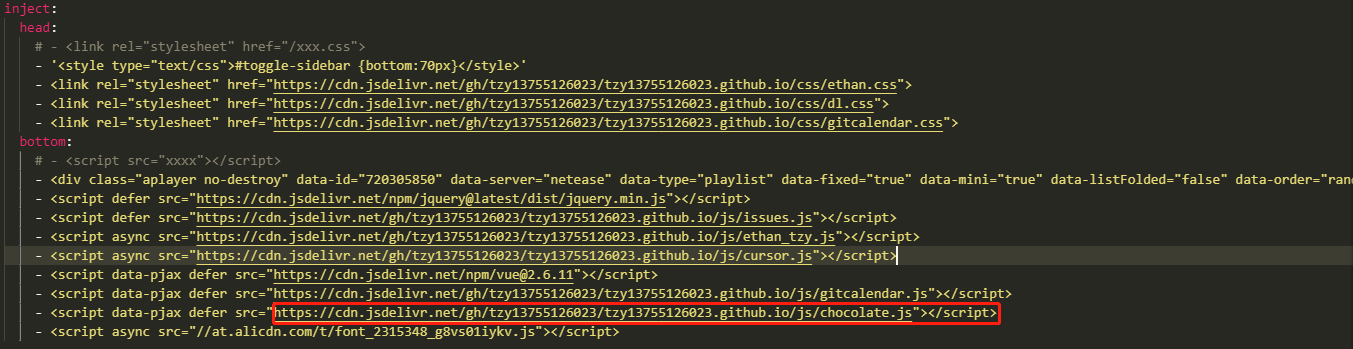 inject:
head:
# - <link rel="stylesheet" href="/xxx.css">
- '<style type="text/css">#toggle-sidebar {bottom:70px}</style>'
- <link rel="stylesheet" href="https://cdn.jsdelivr.net/gh/tzy13755126023/tzy13755126023.github.io/css/ethan.css">
- <link rel="stylesheet" href="https://cdn.jsdelivr.net/gh/tzy13755126023/tzy13755126023.github.io/css/dl.css">
- <link rel="stylesheet" href="https://cdn.jsdelivr.net/gh/tzy13755126023/tzy13755126023.github.io/css/gitcalendar.css">
bottom:
# - <script src="xxxx"></script>
- <div class="aplayer no-destroy" data-id="720305850" data-server="netease" data-type="playlist" data-fixed="true" data-mini="true" data-listFolded="false" data-order="ran
- <script defer src="https://cdn.jsdelivr.net/npm/jquery@latest/dist/jquery.min.js"></script>
- <script defer src="https://cdn.jsdelivr.net/gh/tzy13755126023/tzy13755126023.github.io/js/issues.js"></script>
- <script async src="https://cdn.jsdelivr.net/gh/tzy13755126023/tzy13755126023.github.io/js/ethan_tzy.js"></script>
- <script async src="https://cdn.jsdelivr.net/gh/tzy13755126023/tzy13755126023.github.io/js/cursor.js"></script>
- <script data-pjax defer src="https://cdn.jsdelivr.net/npm/vue@2.6.11"></script>
- <script data-pjax defer src="https://cdn.jsdelivr.net/gh/tzy13755126023/tzy13755126023.github.io/js/gitcalendar.js"></script>
- <script data-pjax defer src="https://cdn.jsdelivr.net/gh/tzy13755126023/tzy13755126023.github.io/js/chocolate.js"></script>
- <script async src="//at.alicdn.com/t/font_2315348_g8vs01iykv.js"></script>